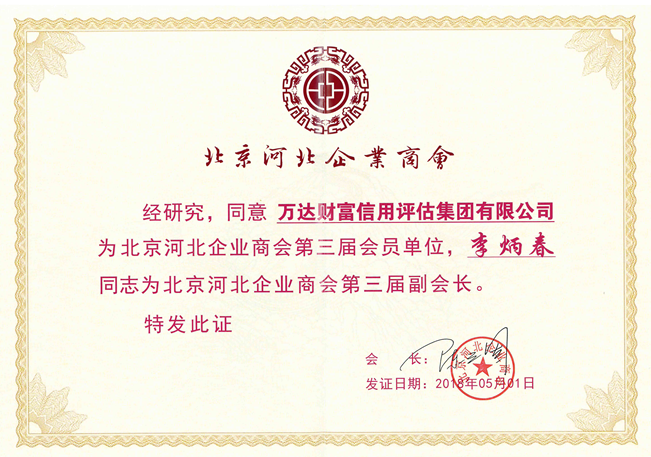 北京河北企業商會
经研究，同意 万达财富信用评估集团有限公司
为北京河北企业商会第三届会员单位，李炳春
同志为北京河北企业商会第三届副会长。
特发此证
会 长：
发证日期：2018年05月01日